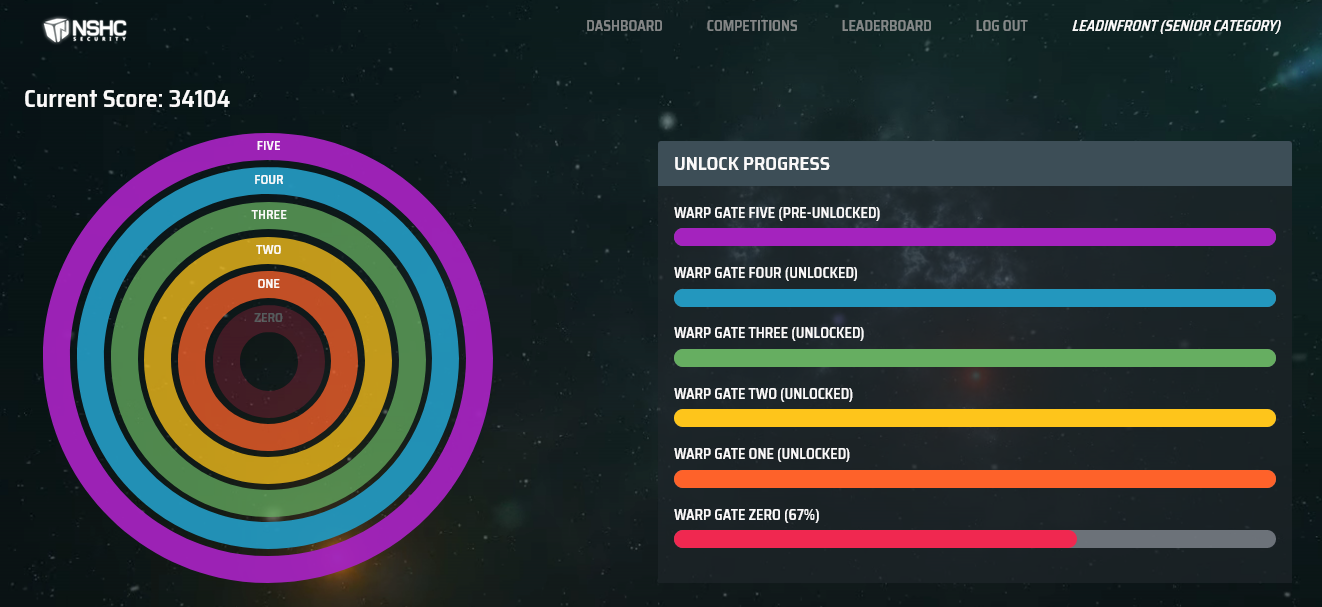 NSHC
SECURITY
DASHBOARD
COMPETITIONS
LEADERBOARD
LOG OUT
LEADINFRONT (SENIOR CATEGORY)
Current Score: 34104
FIVE
FOUR
THREE
TWO
ONE
ZERO
UNLOCK PROGRESS
WARP GATE FIVE (PRE-UNLOCKED)
WARP GATE FOUR (UNLOCKED)
WARP GATE THREE (UNLOCKED)
WARP GATE TWO (UNLOCKED)
WARP GATE ONE (UNLOCKED)
WARP GATE ZERO (67%)